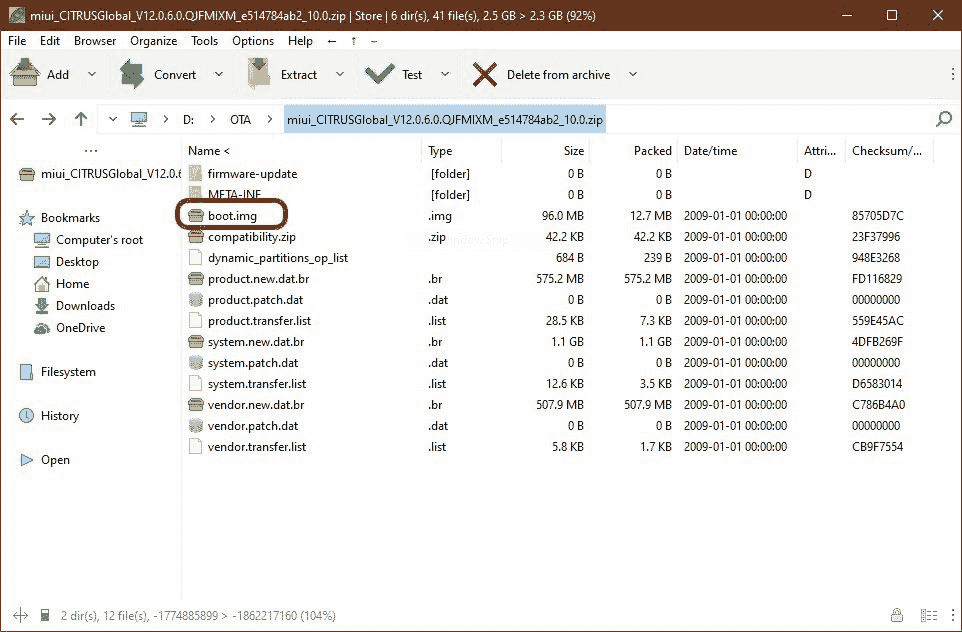 miui_CITRUSGlobal_V12.0.6.0.QJFMIXM_e514784ab2_10.0.zip | Store | 6 dir(s), 41 file(s), 2.5 GB > 2.3 GB (92%)
File Edit Browser Organize Tools Options Help
Add Convert Extract Test Delete from archive
D: OTA miui_CITRUSGlobal_V12.0.6.0.QJFMIXM_e514784ab2_10.0.zip
... Name < Type Size Packed Date/time Attri... Checksum/...
miui_CITRUSGlobal_V12.0.6 firmware-update [folder] 0 B 0 B D
META-INF [folder] 0 B 0 B D
Bookmarks boot.img .img 96.0 MB 12.7 MB 2009-01-01 00:00:00 85705D7C
Computer's root compatibility.zip .zip 42.2 KB 42.2 KB 2009-01-01 00:00:00 23F37996
Window Snip
Desktop dynamic_partitions_op_list 684 B 239 B 2009-01-01 00:00:00 948E3268
Home product.new.dat.br .br 575.2 MB 575.2 MB 2009-01-01 00:00:00 FD116829
Downloads product.patch.dat .dat 0 B 0 B 2009-01-01 00:00:00 00000000
OneDrive product.transfer.list .list 28.5 KB 7.3 KB 2009-01-01 00:00:00 559E45AC
system.new.dat.br .br 1.1 GB 1.1 GB 2009-01-01 00:00:00 4DFB269F
Filesystem system.patch.dat .dat 0 B 0 B 2009-01-01 00:00:00 00000000
system.transfer.list .list 12.6 KB 3.5 KB 2009-01-01 00:00:00 D6583014
History vendor.new.dat.br .br 507.9 MB 507.9 MB 2009-01-01 00:00:00 C786B4A0
vendor.patch.dat .dat 0 B 0 B 2009-01-01 00:00:00 00000000
Open vendor.transfer.list .list 5.8 KB 1.7 KB 2009-01-01 00:00:00 CB9F7554
2 dir(s), 12 file(s), -1774885899 > -1862217160 (104%)